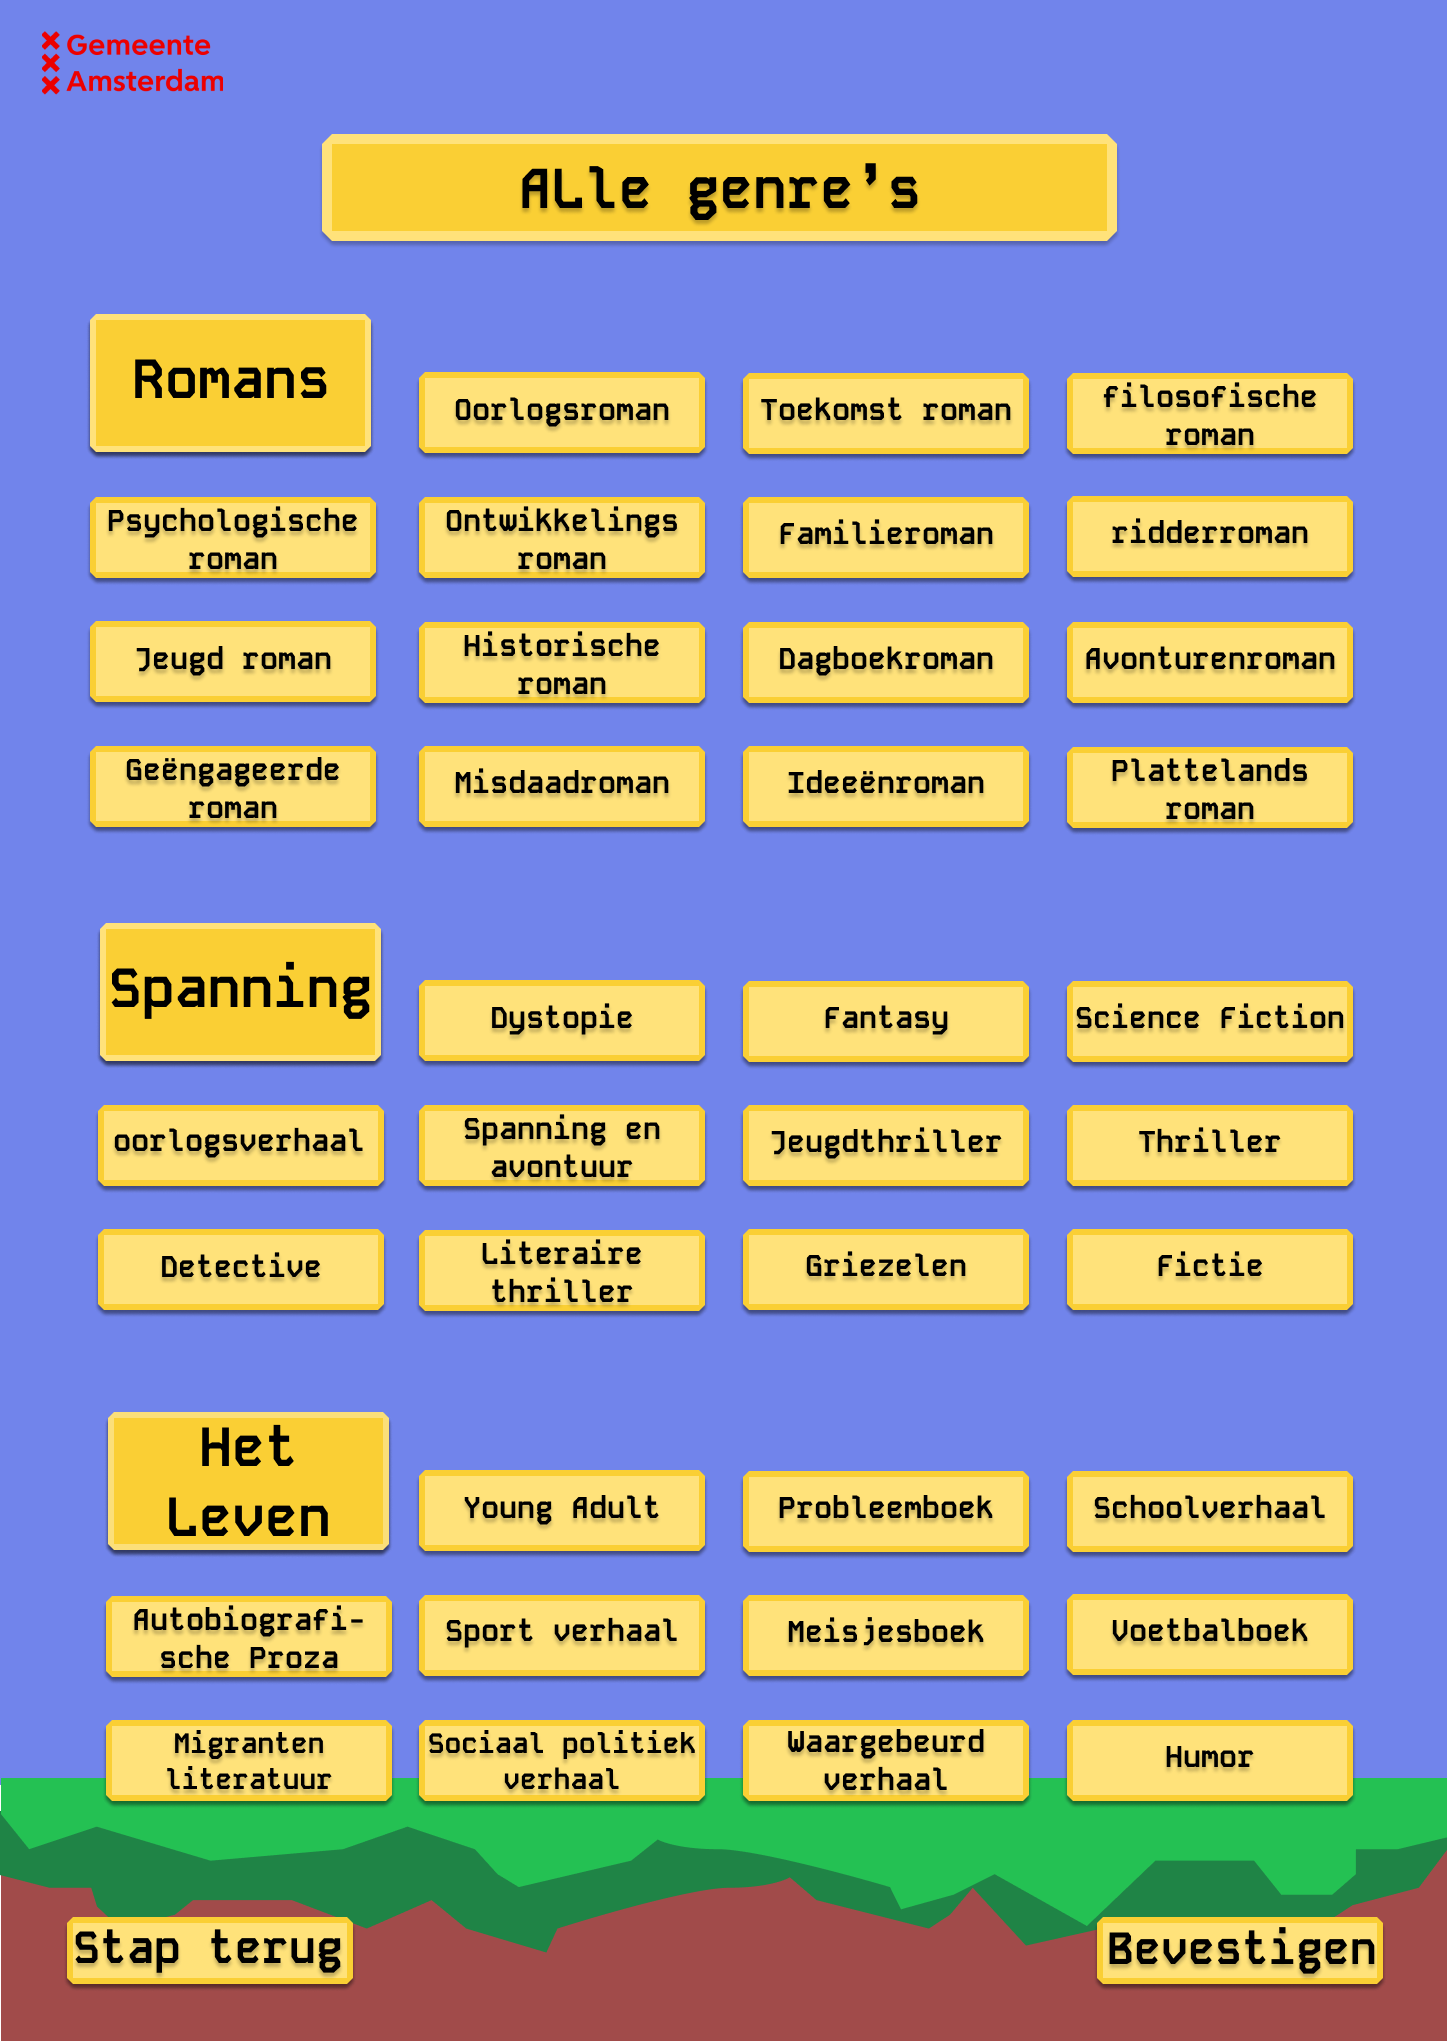 Gemeente
Amsterdam
ALle genre's
Romans
Oorlogsroman
Toekomst roman
filosofische
roman
Psychologische
roman
Ontwikkelings
roman
Familieroman
ridderroman
Jeugd roman
Historische
roman
Dagboekroman
Avonturenroman
Geëngageerde
roman
Misdaadroman
Ideeënroman
Plattelands
roman
Spanning
Dystopie
Fantasy
Science Fiction
oorlogsverhaal
Spanning en
avontuur
Jeugdthriller
Thriller
Detective
Literaire
thriller
Griezelen
Fictie
Het
Leven
Young Adult
Probleemboek
Schoolverhaal
Autobiografi-
sche Proza
Sport verhaal
Meisjesboek
Voetbalboek
Migranten
literatuur
Sociaal politiek
verhaal
Waargebeurd
verhaal
Humor
Stap terug
Bevestigen